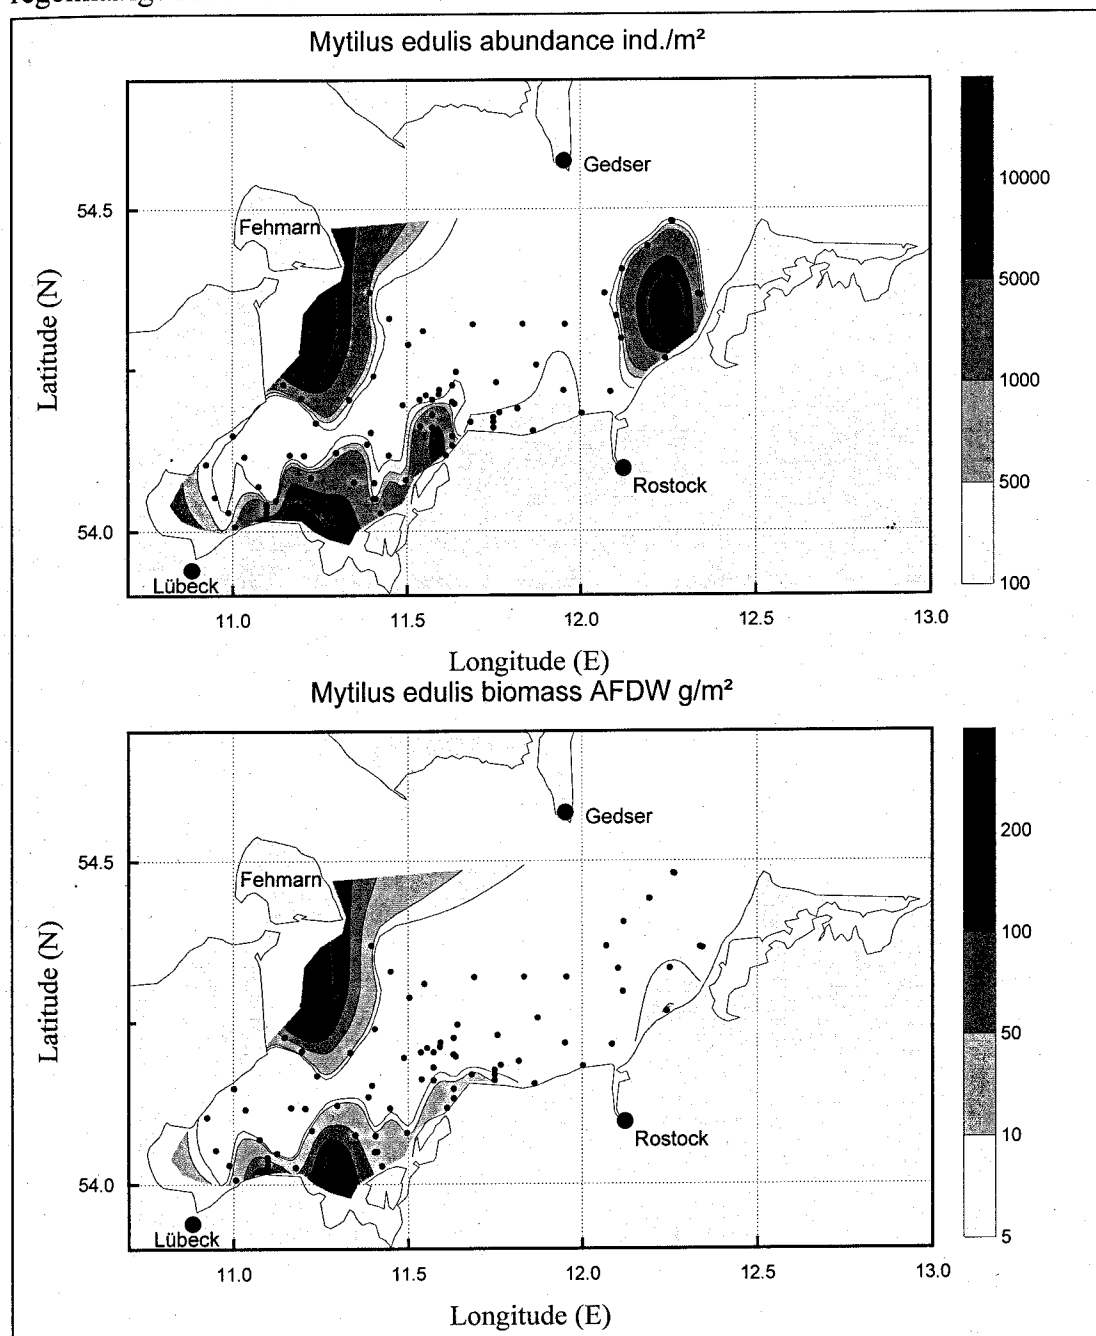 Mytilus edulis abundance ind./m²
Gedser
10000
54.5
Fehmarn
5000
Latitude (N)
1000
Rostock
500
54.0
Lübeck
100
11.0 11.5 12.0 12.5 13.0
Longitude (E)
Mytilus edulis biomass AFDW g/m²
Gedser
200
54.5
Fehmarn
100
Latitude (N)
50
Rostock
10
54.0
Lübeck
5
11.0 11.5 12.0 12.5 13.0
Longitude (E)